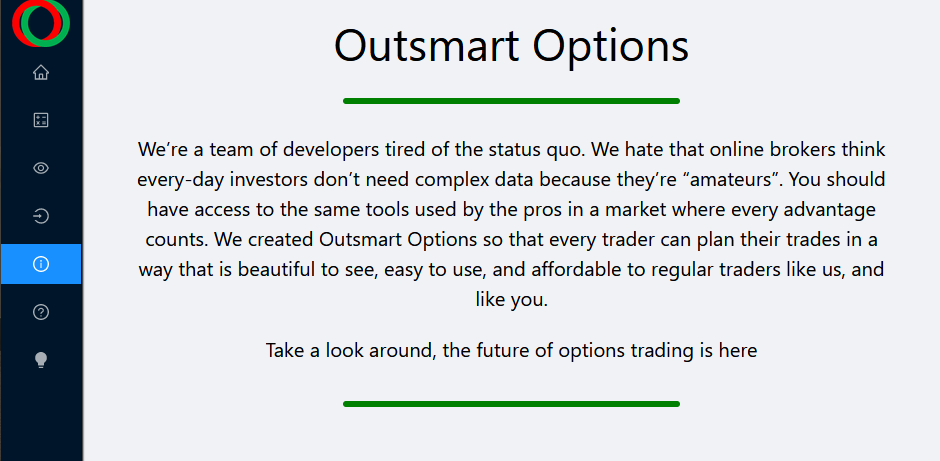 Outsmart Options
We’re a team of developers tired of the status quo. We hate that online brokers think
every-day investors don’t need complex data because they’re “amateurs”. You should
have access to the same tools used by the pros in a market where every advantage
counts. We created Outsmart Options so that every trader can plan their trades in a
way that is beautiful to see, easy to use, and affordable to regular traders like us, and
like you.
Take a look around, the future of options trading is here